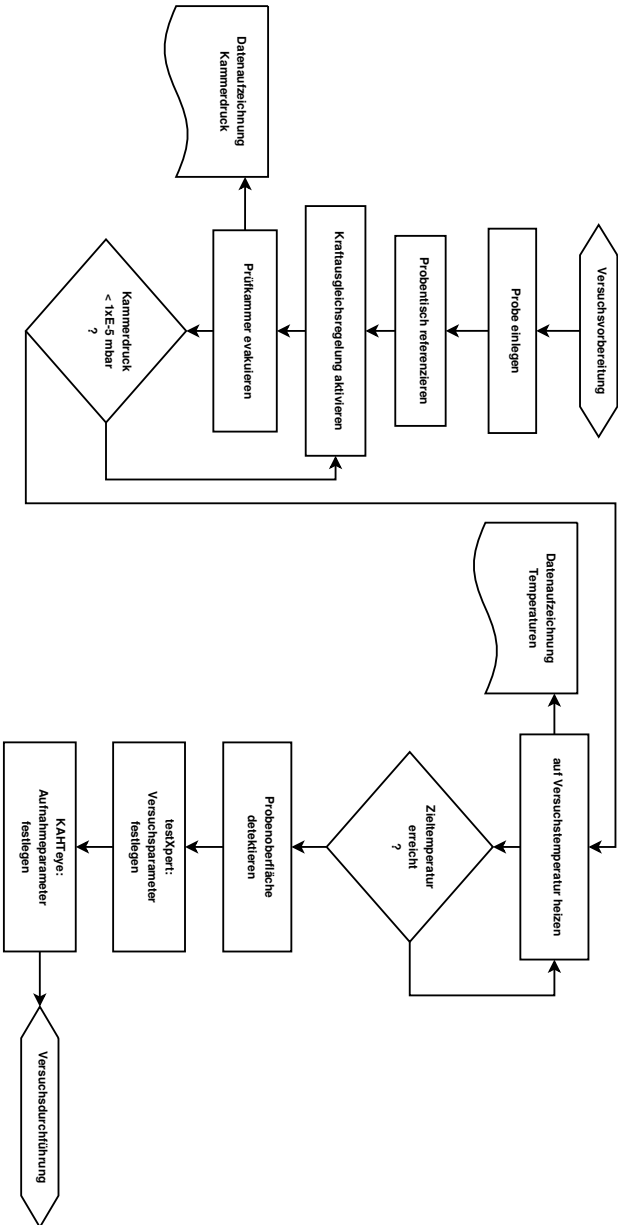 Versuchsvorbereitung
Probe einlegen
Probentisch referenzieren
Kraftausgleichsregelung aktivieren
Prüfkammer evakuieren
Datenaufzeichnung
Kammerdruck
Kammerdruck
< 1xE-5 mbar
?
auf Versuchstemperatur heizen
Datenaufzeichnung
Temperaturen
Zieltemperatur
erreicht
?
Probenoberfläche
detektieren
testXpert:
Versuchsparameter
festlegen
KAHTeye:
Aufnahmeparameter
festlegen
Versuchsdurchführung